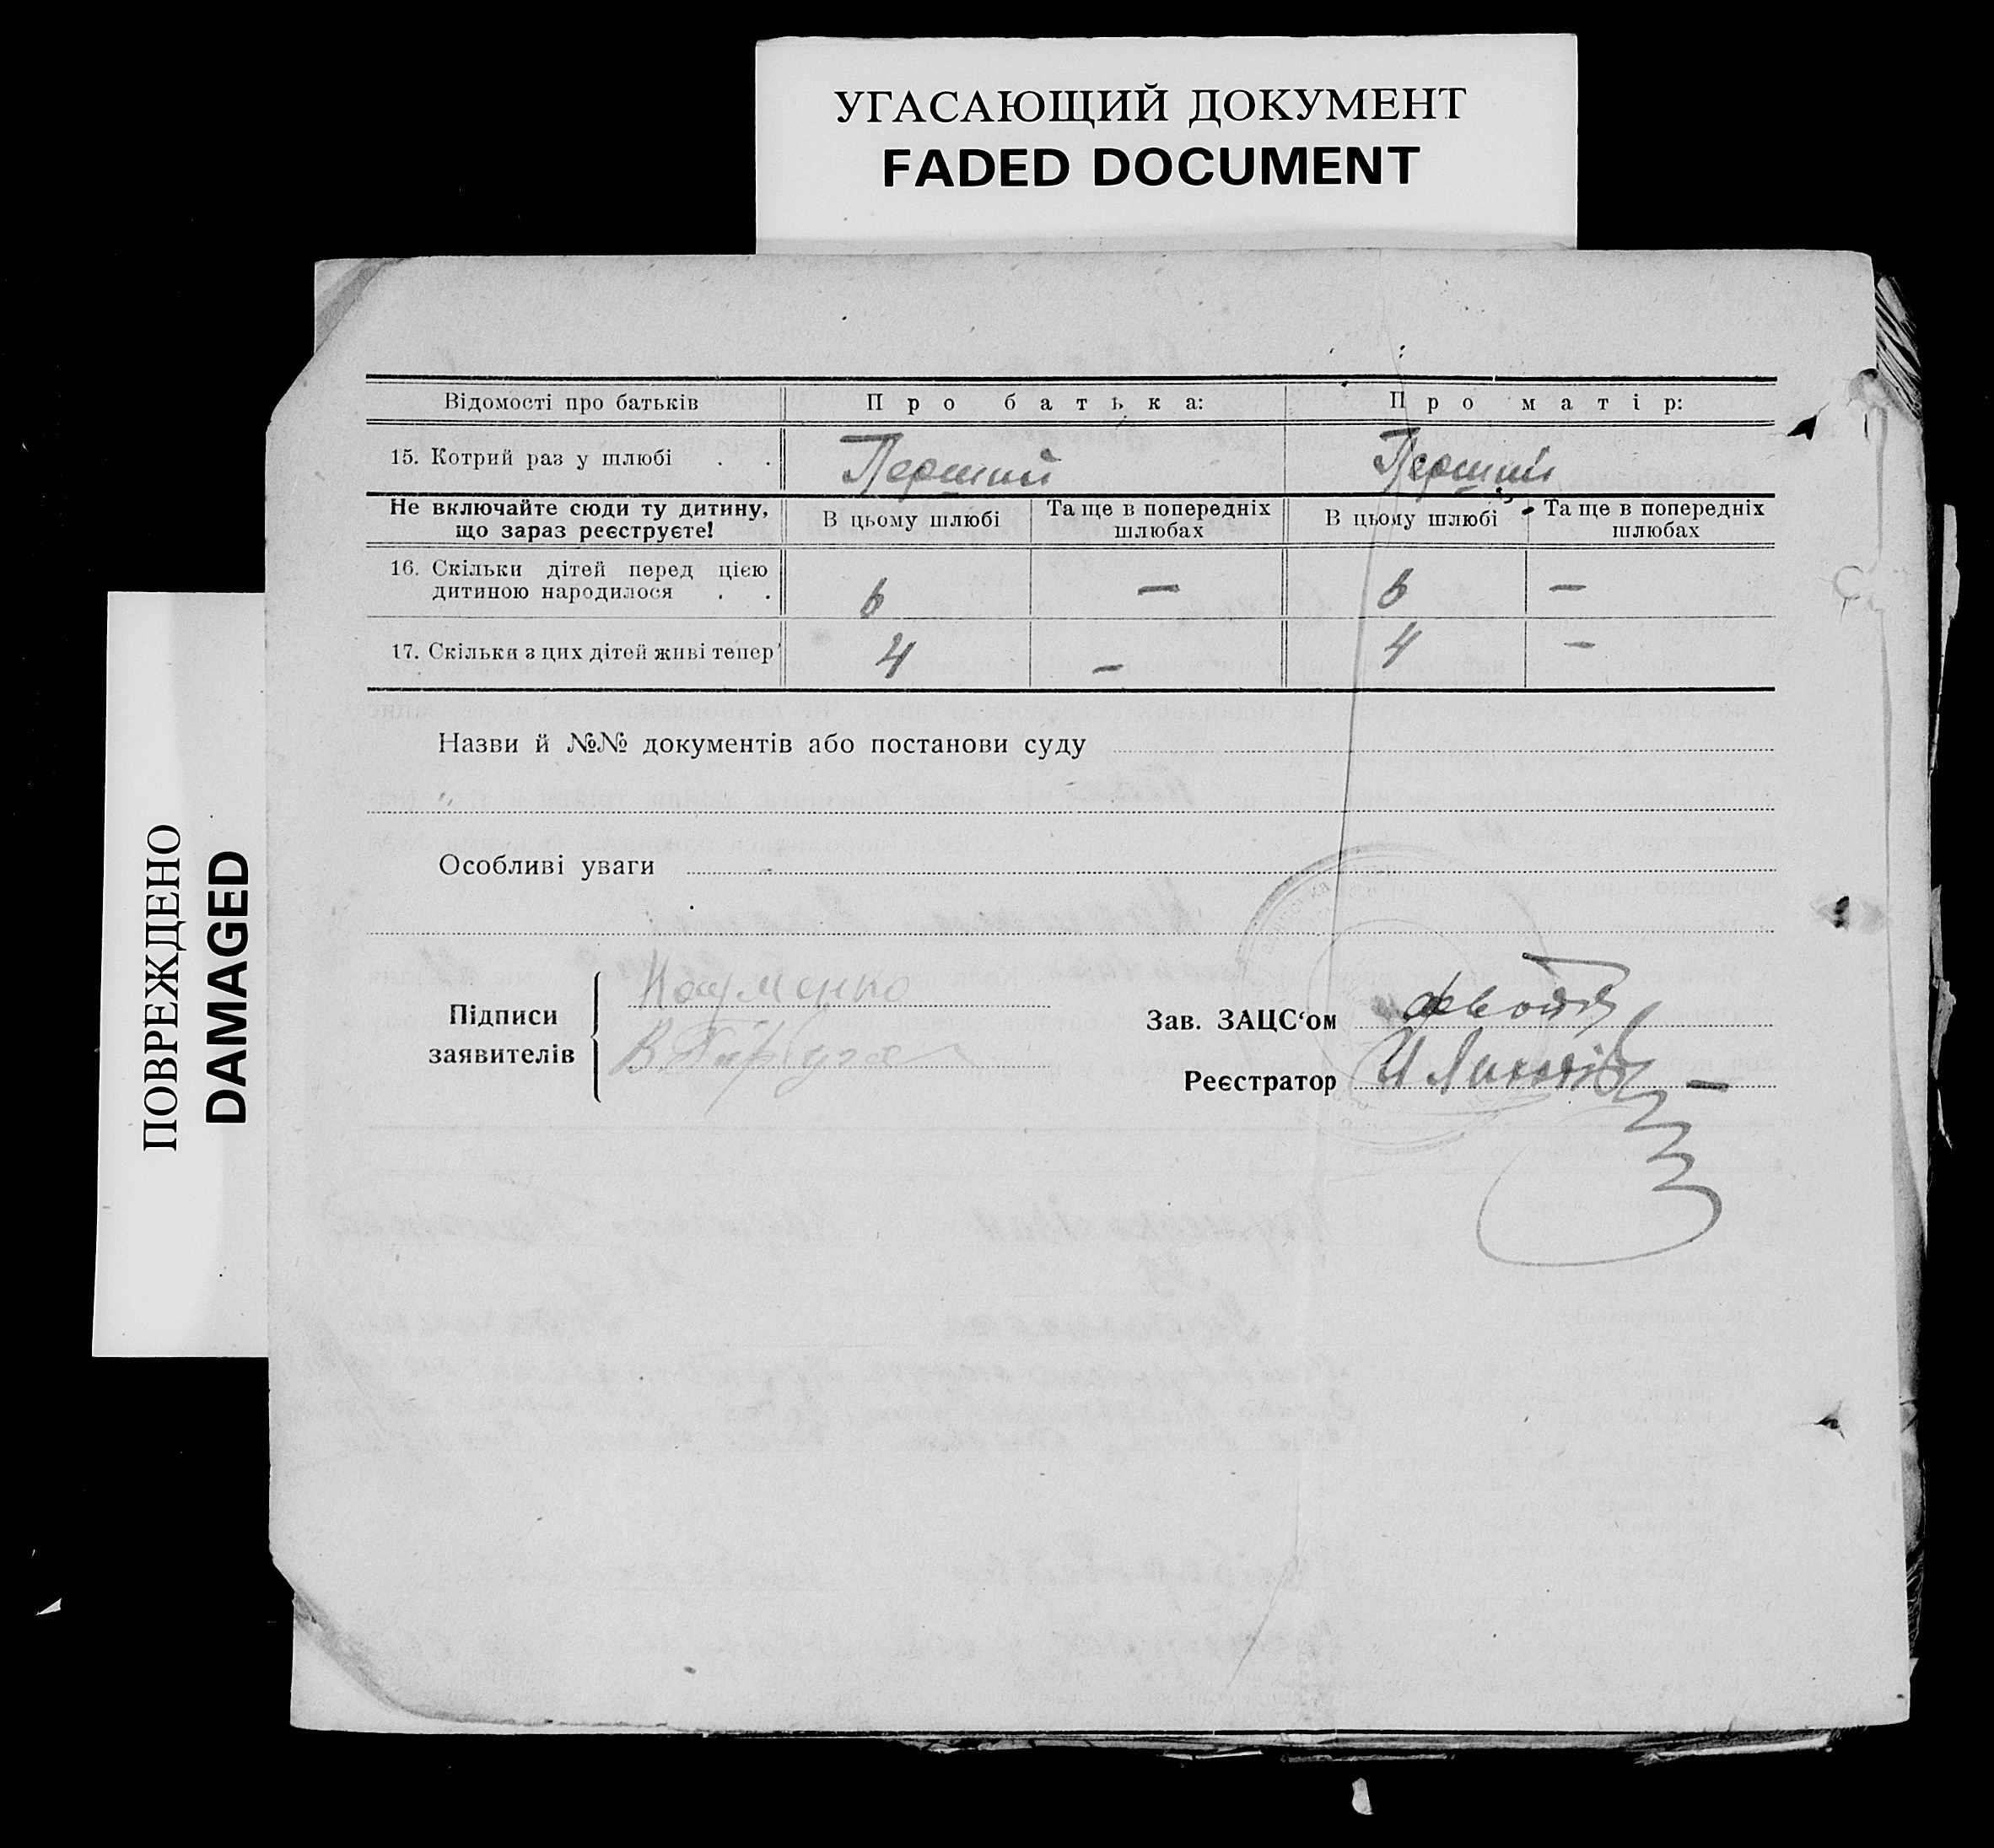 УГАСАЮЩИЙ ДОКУМЕНТ
FADED DOCUMENT
ПОВРЕЖДЕНО
DAMAGED
Відомості про батьків Про батька: Про матір:
15. Котрий раз у шлюбі . . Перший Перший
Не включайте сюди ту дитину, що зараз реєструєте! В цьому шлюбі Та ще в попередніх шлюбах В цьому шлюбі Та ще в попередніх шлюбах
16. Скільки дітей перед цією
дитиною народилося . . 6 — 6 —
17. Скільки з цих дітей живі тепер 4 — 4 —
Назви й №№ документів або постанови суду
Особливі уваги
Підписи
заявителів
Зав. ЗАЦС‘ом
Реєстратор